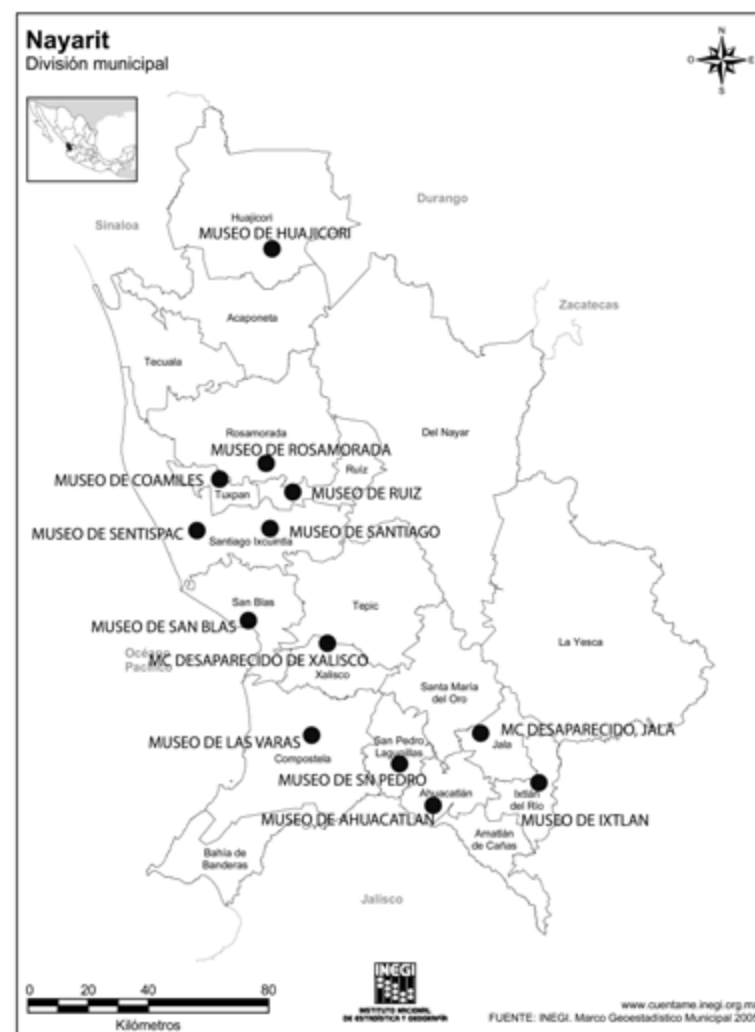 Nayarit
División municipal
N
O
E
S
Durango
Sinaloa
Huajicori
MUSEO DE HUAJICORI
Zacatecas
Acaponeta
Tecuala
Rosamorada
Del Nayar
MUSEO DE ROSAMORADA
Ruiz
MUSEO DE COAMILES
Tuxpan
MUSEO DE RUIZ
MUSEO DE SENTISPAC
MUSEO DE SANTIAGO
Santiago Ixcuintla
San Blas
Tepic
MUSEO DE SAN BLAS
La Yesca
Océano
Pacífico
MC DESAPARECIDO DE XALISCO
Xalisco
Santa María
del Oro
MC DESAPARECIDO, JALA
MUSEO DE LAS VARAS
San Pedro
Lagunillas
Jala
Compostela
MUSEO DE SN PEDRO
Ahuacatlán
Ixtlán
del Río
MUSEO DE AHUACATLAN
MUSEO DE IXTLAN
Amatlán
de Cañas
Bahía de
Banderas
Jalisco
INEGI
INSTITUTO NACIONAL
DE ESTADÍSTICA Y GEOGRAFÍA
0 20 40 80
Kilómetros
www.cuentame.inegi.org.mx
FUENTE: INEGI. Marco Geoestadístico Municipal 2005